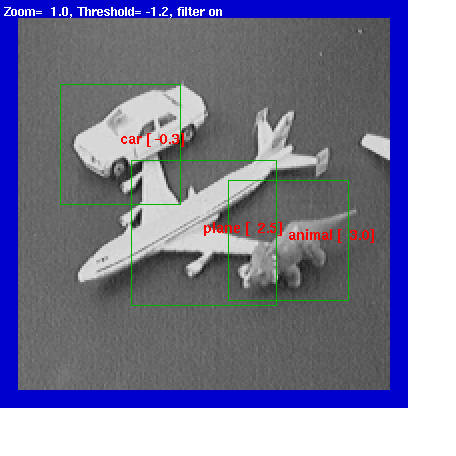 Zoom= 1.0, Threshold= -1.2, filter on
car [ -0.3]
plane [ 2.5]
animal [ 3.0]